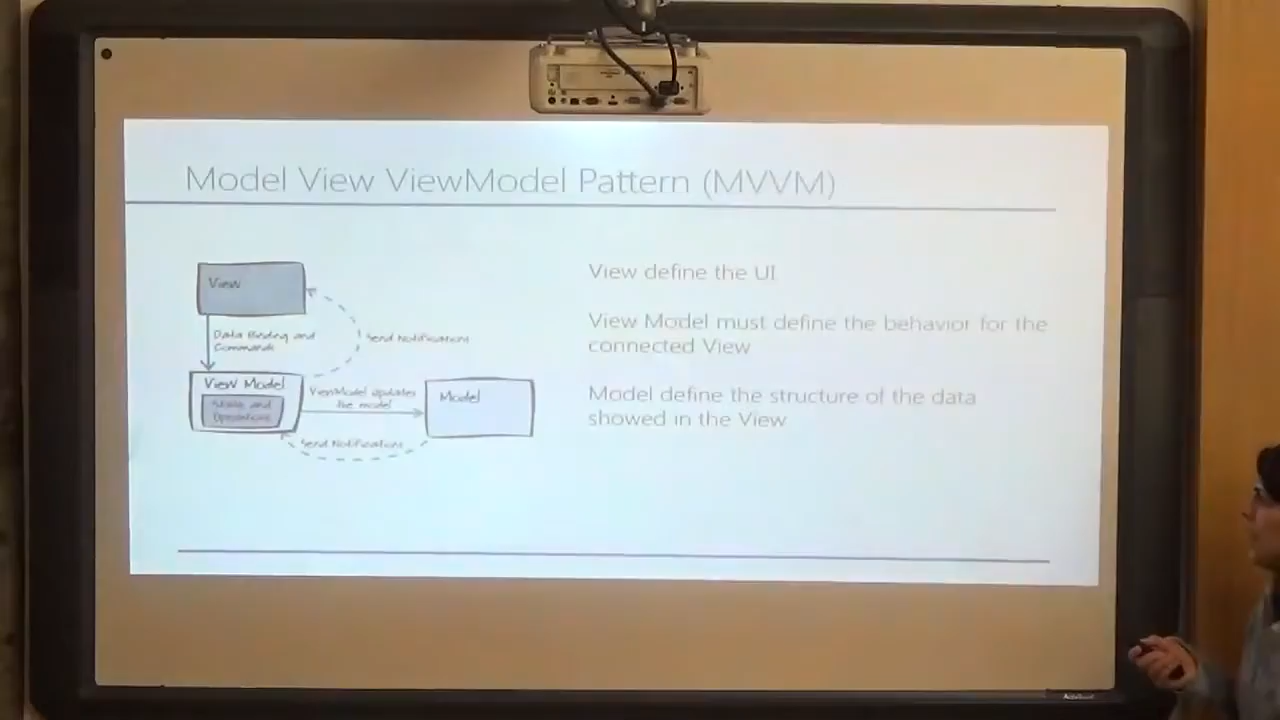 Model View ViewModel Pattern (MVVM)
View
View define the UI
View Model must define the behavior for the
connected View
Data Binding and
Commands
Send Notifications
View Model
State and
Operations
ViewModel updates
the model
Model
Model define the structure of the data
showed in the View
Send Notifications